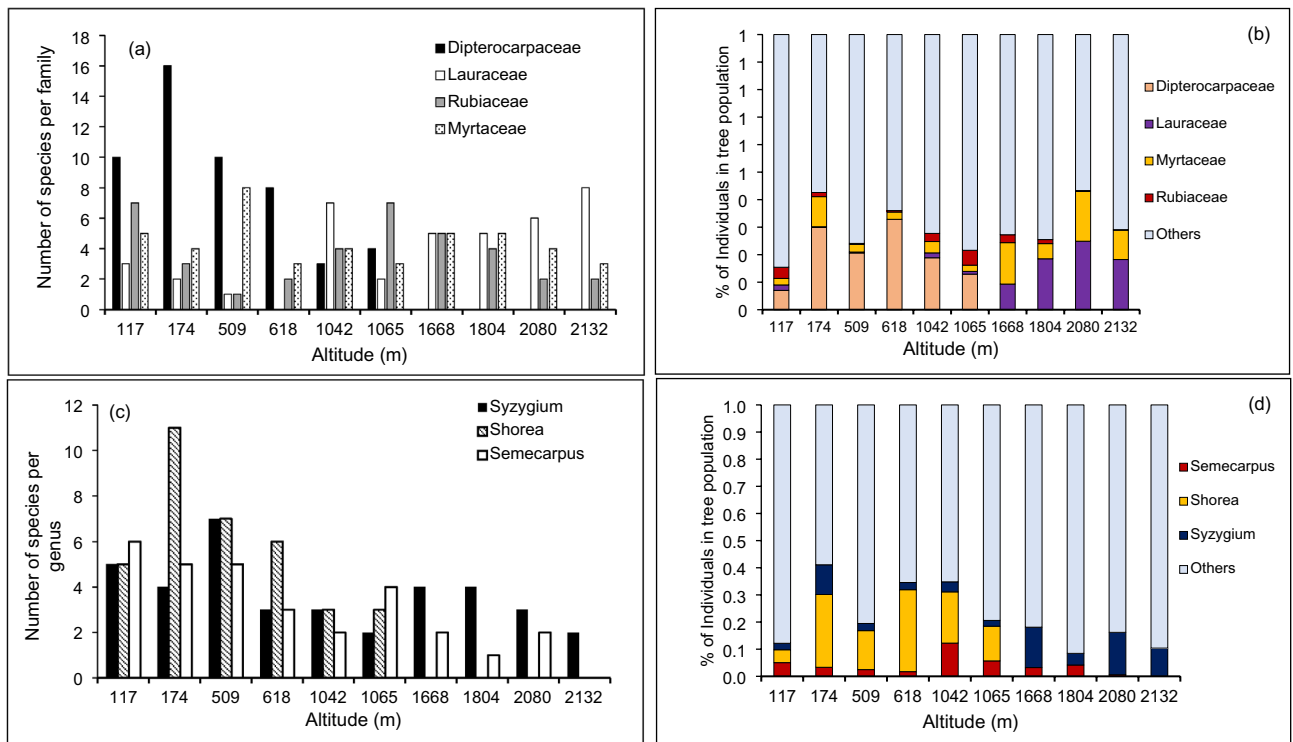 (a)
Number of species per family
18
16
14
12
10
8
6
4
2
0
Dipterocarpaceae
Lauraceae
Rubiaceae
Myrtaceae
117 174 509 618 1042 1065 1668 1804 2080 2132
Altitude (m)
(b)
% of Individuals in tree population
1
1
1
1
1
1
0
0
0
0
0
Dipterocarpaceae
Lauraceae
Myrtaceae
Rubiaceae
Others
117 174 509 618 1042 1065 1668 1804 2080 2132
Altitude (m)
(c)
Number of species per
genus
12
10
8
6
4
2
0
Syzygium
Shorea
Semecarpus
117 174 509 618 1042 1065 1668 1804 2080 2132
Altitude (m)
(d)
% of Individuals in tree population
1.0
0.9
0.8
0.7
0.6
0.5
0.4
0.3
0.2
0.1
0.0
Semecarpus
Shorea
Syzygium
Others
117 174 509 618 1042 1065 1668 1804 2080 2132
Altitude (m)